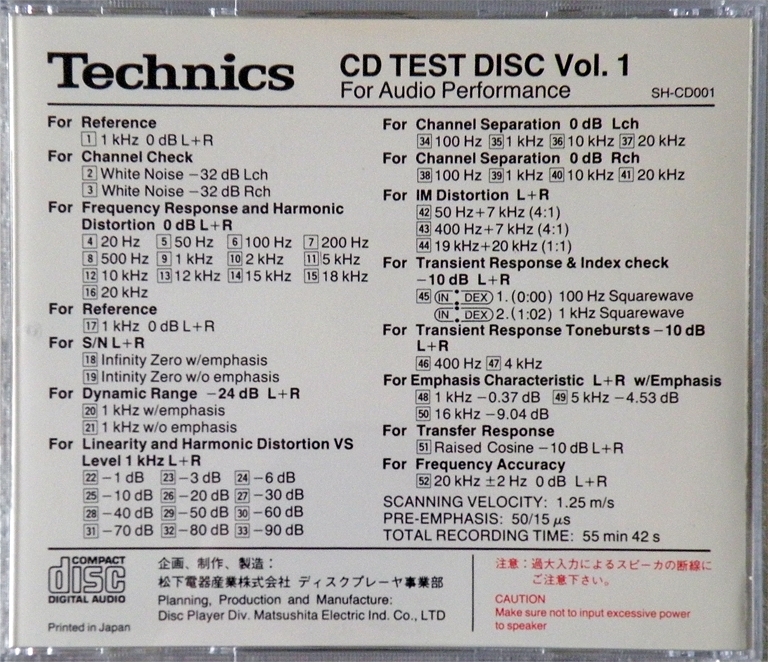 Technics
CD TEST DISC Vol. 1
For Audio Performance
SH-CD001
For Reference
1 1 kHz 0 dB L+R
For Channel Check
2 White Noise −32 dB Lch
3 White Noise −32 dB Rch
For Frequency Response and Harmonic
Distortion 0 dB L+R
4 20 Hz 5 50 Hz 6 100 Hz 7 200 Hz
8 500 Hz 9 1 kHz 10 2 kHz 11 5 kHz
12 10 kHz 13 12 kHz 14 15 kHz 15 18 kHz
16 20 kHz
For Reference
17 1 kHz 0 dB L+R
For S/N L+R
18 Infinity Zero w/emphasis
19 Intinity Zero w/o emphasis
For Dynamic Range −24 dB L+R
20 1 kHz w/emphasis
21 1 kHz w/o emphasis
For Linearity and Harmonic Distortion VS
Level 1 kHz L+R
22 −1 dB 23 −3 dB 24 −6 dB
25 −10 dB 26 −20 dB 27 −30 dB
28 −40 dB 29 −50 dB 30 −60 dB
31 −70 dB 32 −80 dB 33 −90 dB
For Channel Separation 0 dB Lch
34 100 Hz 35 1 kHz 36 10 kHz 37 20 kHz
For Channel Separation 0 dB Rch
38 100 Hz 39 1 kHz 40 10 kHz 41 20 kHz
For IM Distortion L+R
42 50 Hz+7 kHz (4:1)
43 400 Hz+7 kHz (4:1)
44 19 kHz+20 kHz (1:1)
For Transient Response & Index check
−10 dB L+R
45 IN DEX 1. (0:00) 100 Hz Squarewave
IN DEX 2. (1:02) 1 kHz Squarewave
For Transient Response Tonebursts −10 dB
L+R
46 400 Hz 47 4 kHz
For Emphasis Characteristic L+R w/Emphasis
48 1 kHz −0.37 dB 49 5 kHz −4.53 dB
50 16 kHz −9.04 dB
For Transfer Response
51 Raised Cosine −10 dB L+R
For Frequency Accuracy
52 20 kHz ±2 Hz 0 dB L+R
SCANNING VELOCITY: 1.25 m/s
PRE-EMPHASIS: 50/15 μs
TOTAL RECORDING TIME: 55 min 42 s
COMPACT
disc
DIGITAL AUDIO
Printed in Japan
企画、制作、製造:
松下電器産業株式会社 ディスクプレーヤ事業部
Planning, Production and Manufacture:
Disc Player Div. Matsushita Electric Ind. Co., LTD
注意:過大入力によるスピーカの断線に
ご注意下さい。
CAUTION
Make sure not to input excessive power
to speaker